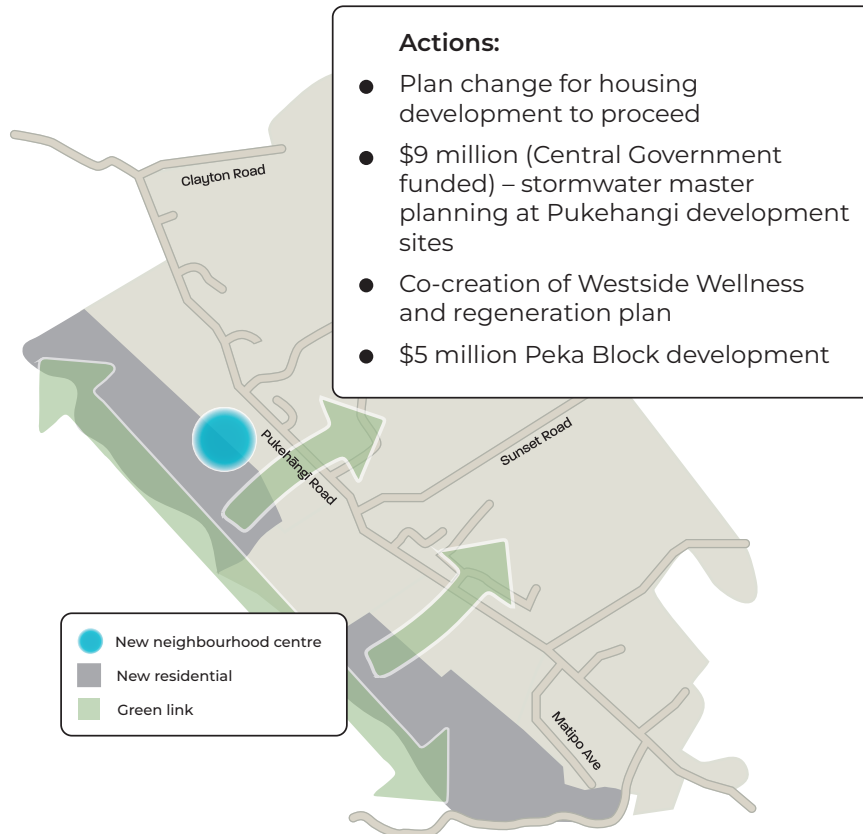 Actions:
● Plan change for housing
development to proceed
● $9 million (Central Government
funded) – stormwater master
planning at Pukehangi development
sites
● Co-creation of Westside Wellness
and regeneration plan
● $5 million Peka Block development
Clayton Road
Pukehāngi Road
Sunset Road
Matipo Ave
New neighbourhood centre
New residential
Green link